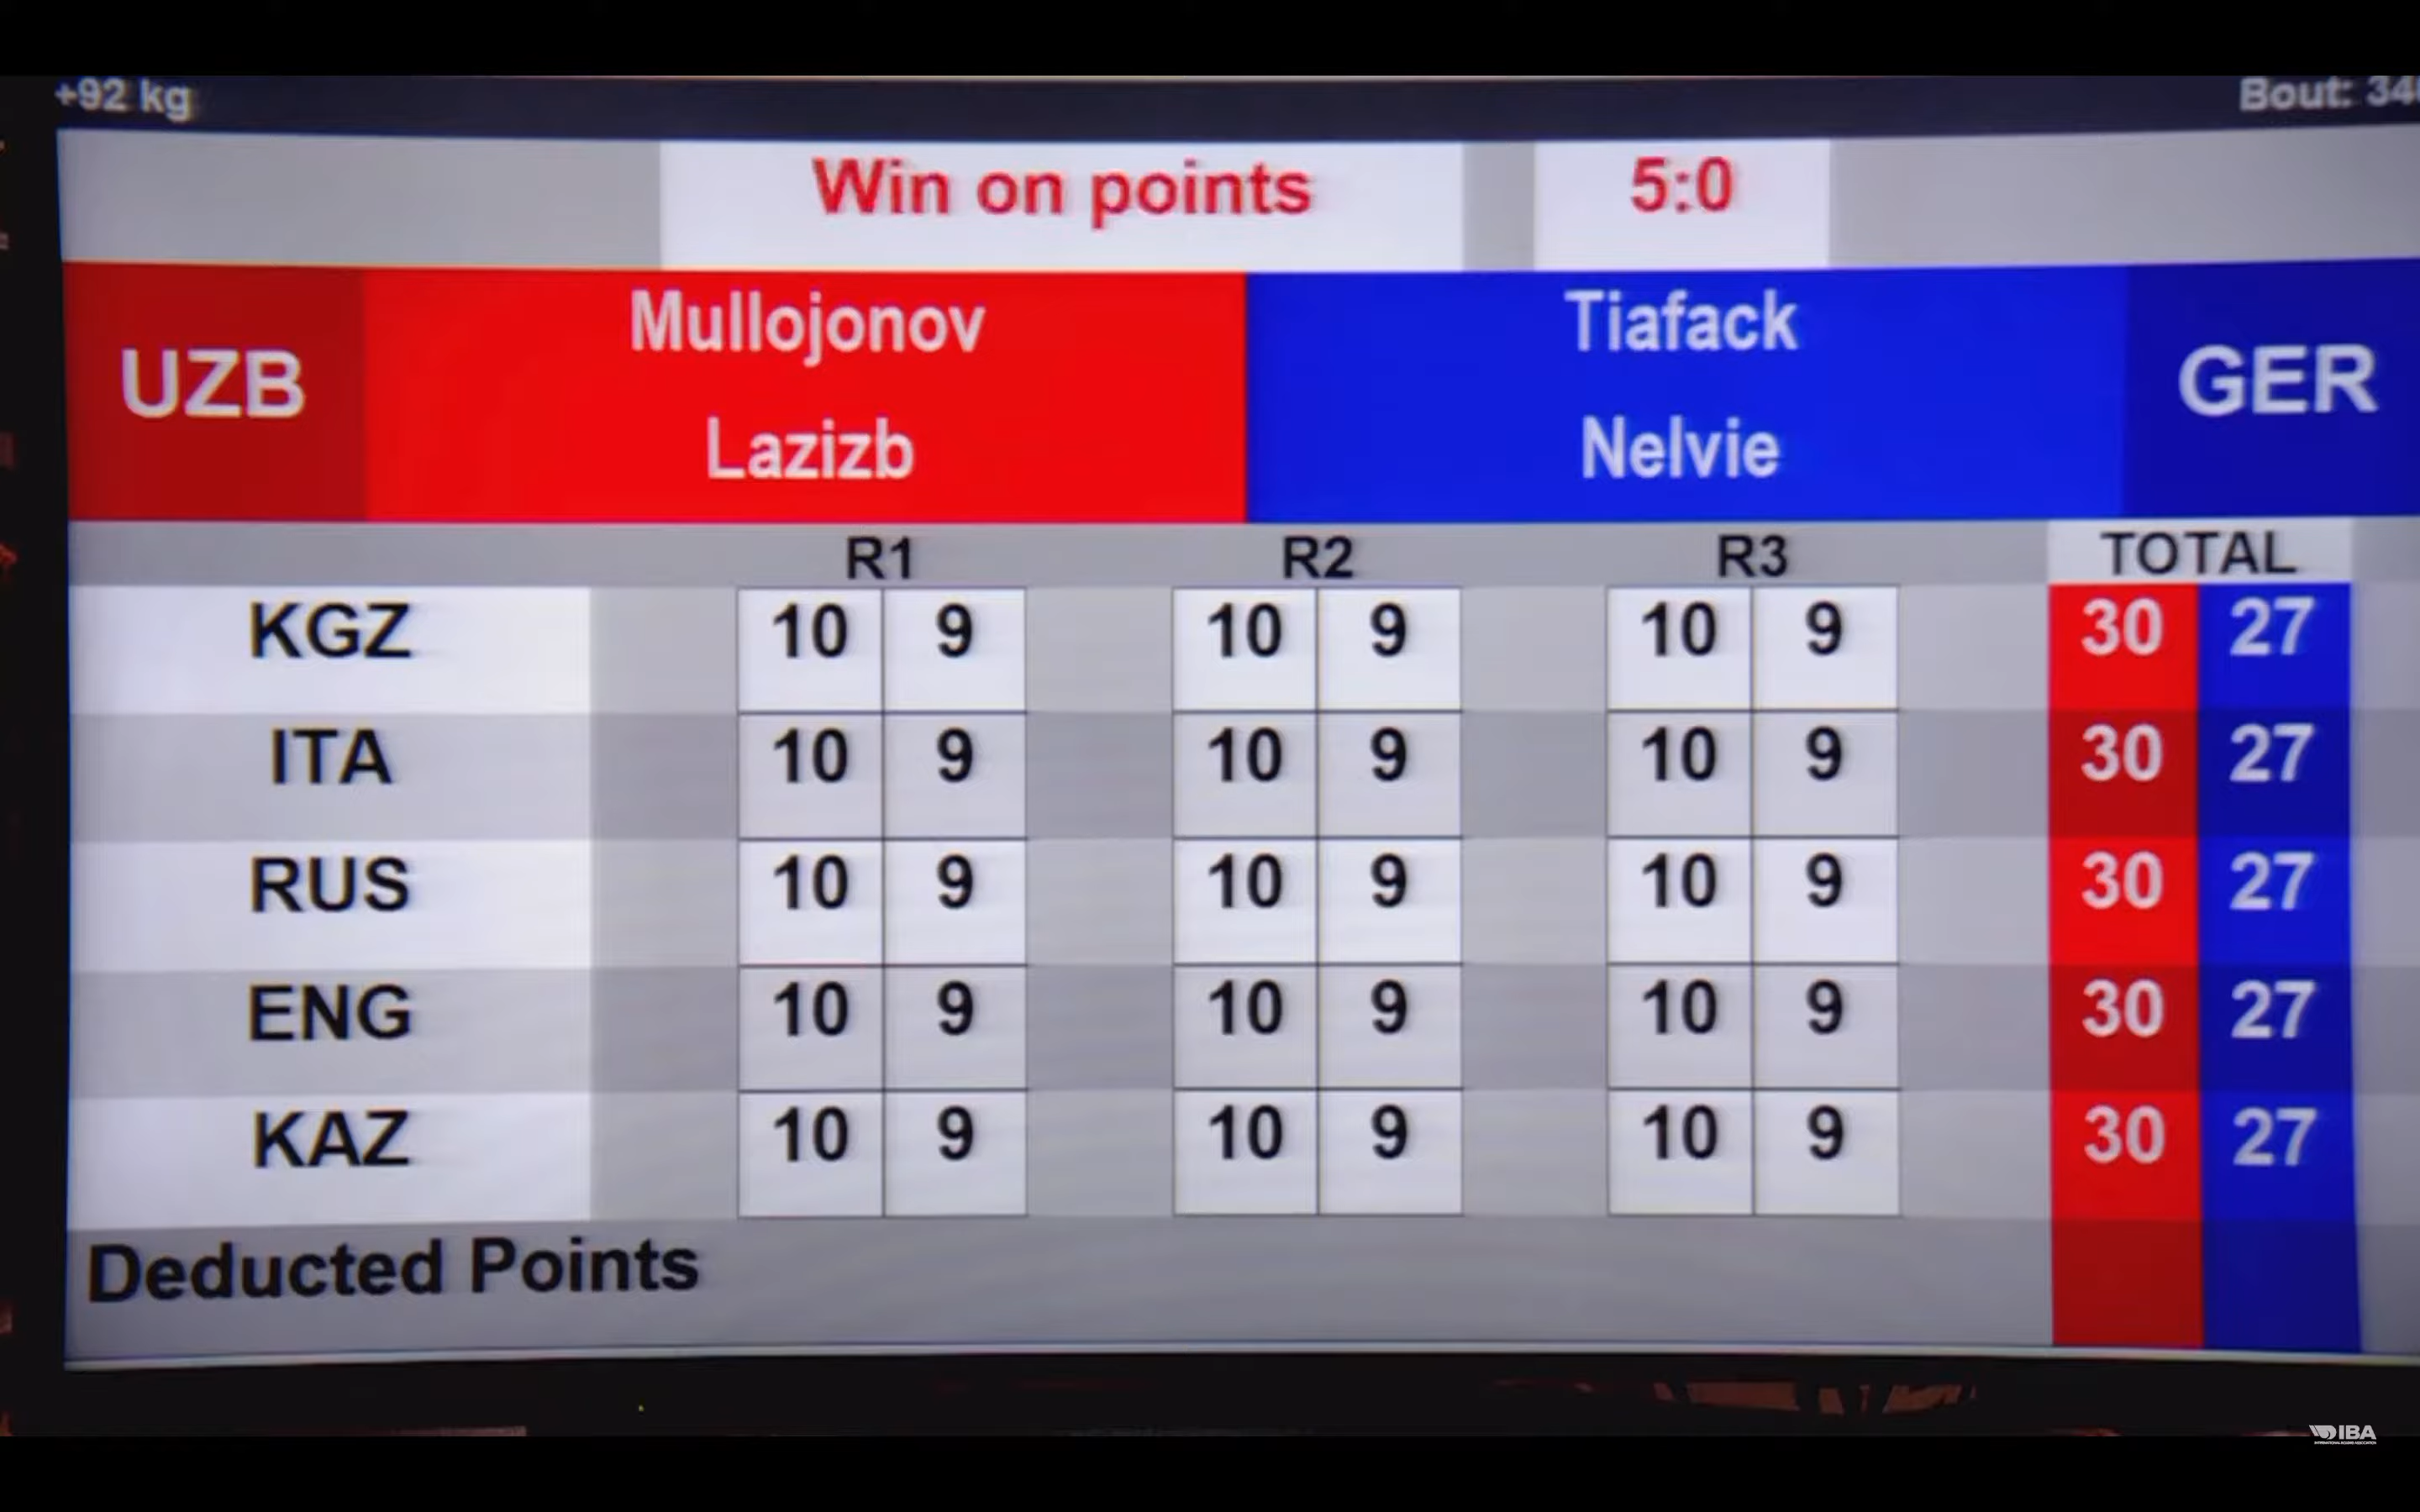 +92 kg Bout:
Win on points 5:0
UZB Mullojonov Lazizb Tiafack Nelvie GER
R1 R2 R3 TOTAL
KGZ 10 9 10 9 10 9 30 27
ITA 10 9 10 9 10 9 30 27
RUS 10 9 10 9 10 9 30 27
ENG 10 9 10 9 10 9 30 27
KAZ 10 9 10 9 10 9 30 27
Deducted Points
IBA
INTERNATIONAL BOXING ASSOCIATION